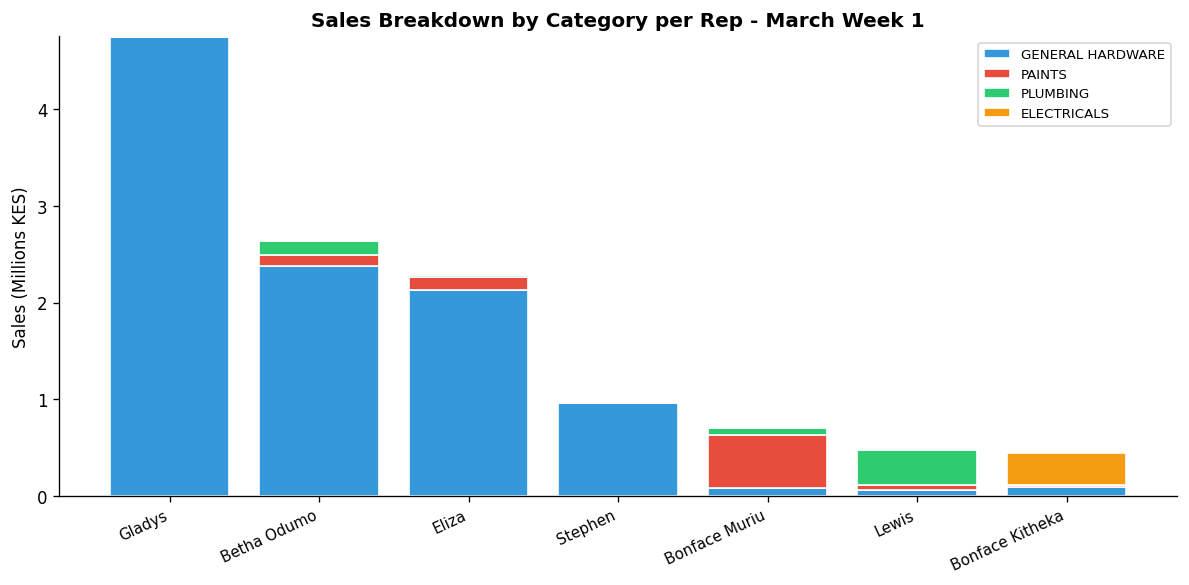 Sales Breakdown by Category per Rep - March Week 1
GENERAL HARDWARE
PAINTS
PLUMBING
ELECTRICALS
Sales (Millions KES)
4
3
2
1
0
Gladys
Betha Odumo
Eliza
Stephen
Bonface Muriu
Lewis
Bonface Kitheka